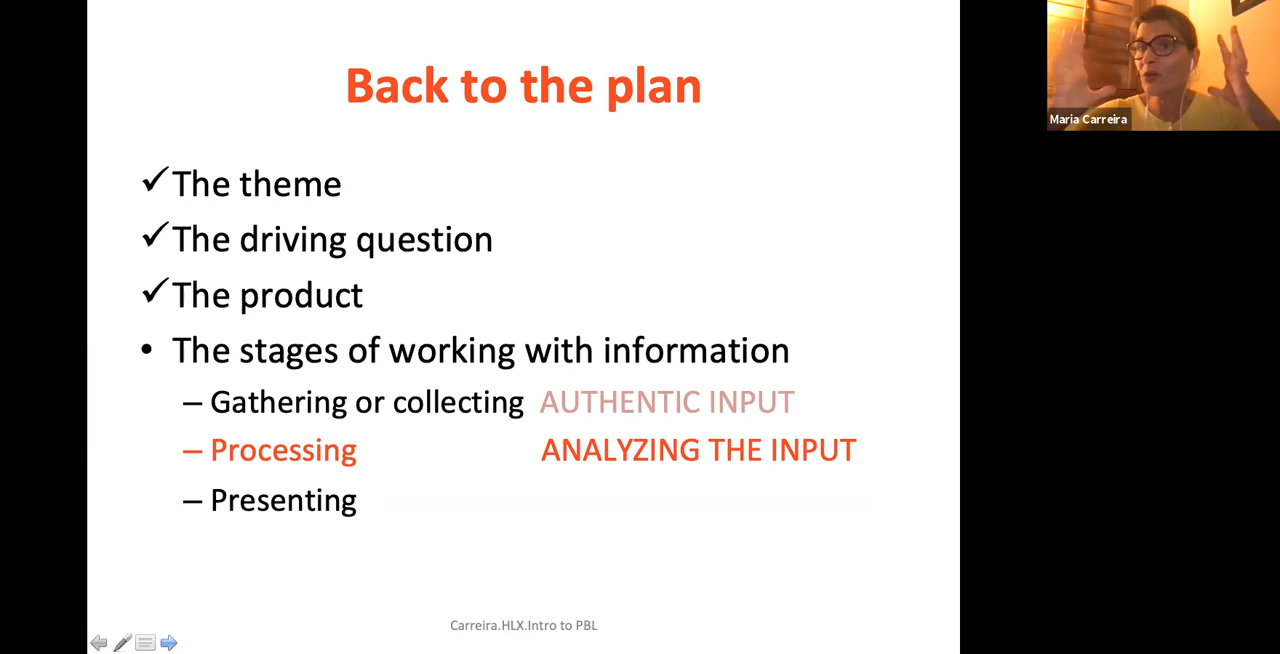 Back to the plan
Maria Carreira
✓The theme
✓The driving question
✓The product
• The stages of working with information
– Gathering or collecting AUTHENTIC INPUT
– Processing ANALYZING THE INPUT
– Presenting
Carreira.HLX.Intro to PBL